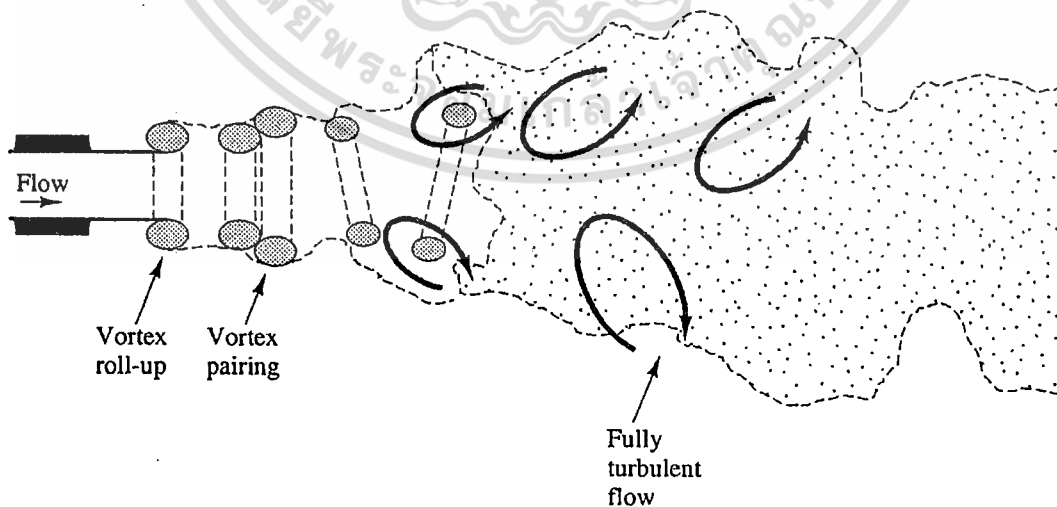 Flow
Vortex
roll-up
Vortex
pairing
Fully
turbulent
flow